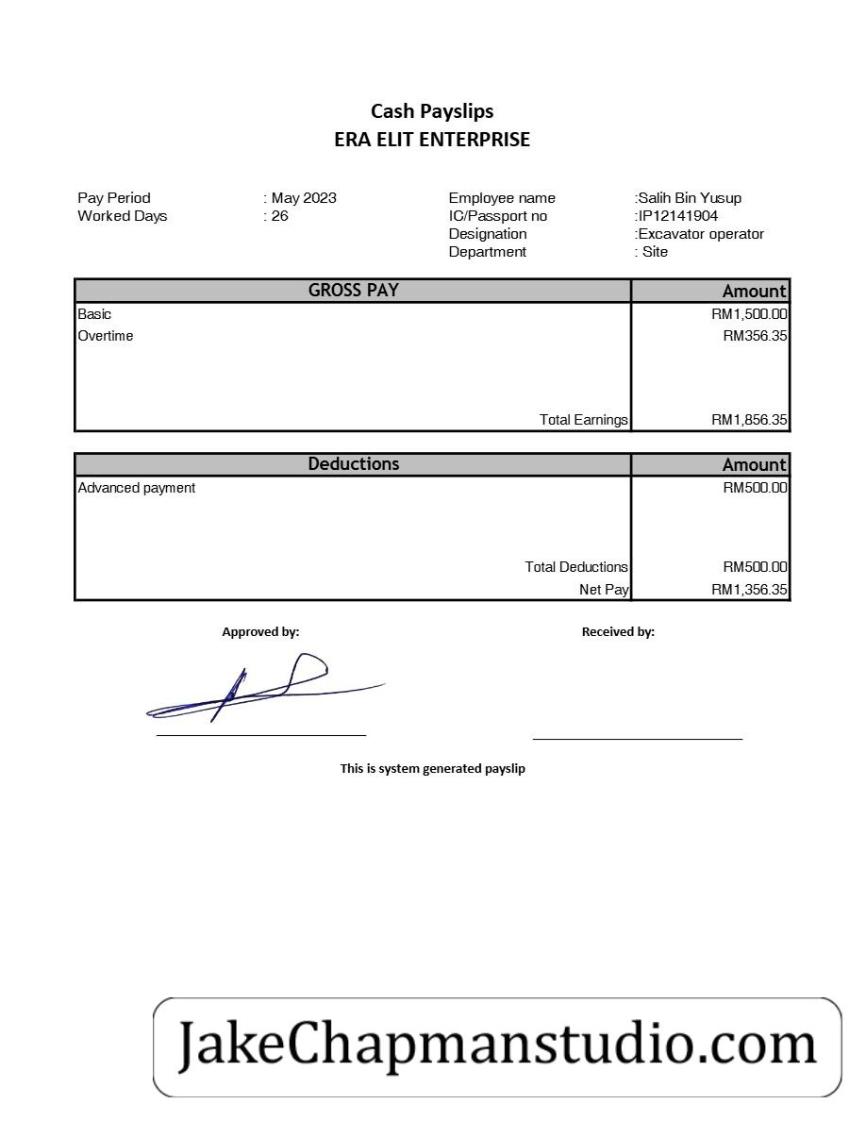 Cash Payslips
ERA ELIT ENTERPRISE
Pay Period : May 2023 Employee name :Salih Bin Yusup
Worked Days : 26 IC/Passport no :IP12141904
Designation :Excavator operator
Department : Site
GROSS PAY Amount
Basic RM1,500.00
Overtime RM356.35
Total Earnings RM1,856.35
Deductions Amount
Advanced payment RM500.00
Total Deductions RM500.00
Net Pay RM1,356.35
Approved by: Received by:
This is system generated payslip
JakeChapmanstudio.com